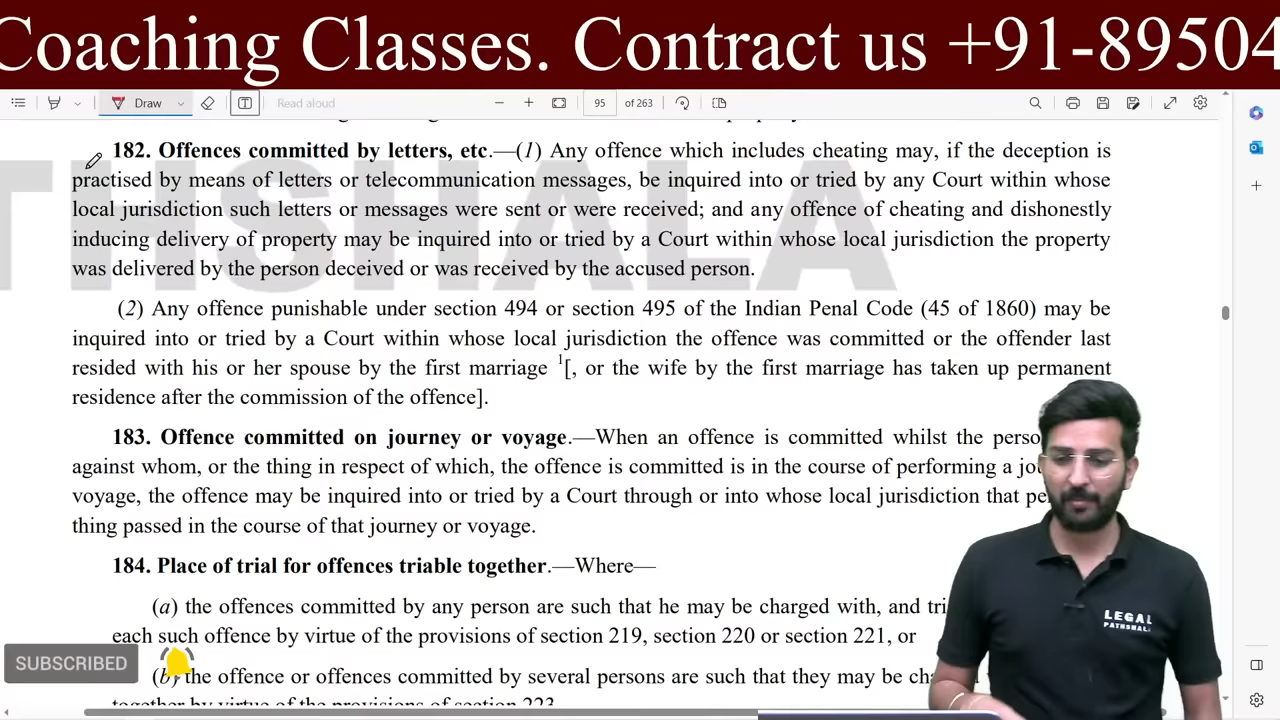 Coaching Classes. Contract us +91-89504
Draw
Read aloud
95
of 263
182. Offences committed by letters, etc.—(1) Any offence which includes cheating may, if the deception is
practised by means of letters or telecommunication messages, be inquired into or tried by any Court within whose
local jurisdiction such letters or messages were sent or were received; and any offence of cheating and dishonestly
inducing delivery of property may be inquired into or tried by a Court within whose local jurisdiction the property
was delivered by the person deceived or was received by the accused person.
(2) Any offence punishable under section 494 or section 495 of the Indian Penal Code (45 of 1860) may be
inquired into or tried by a Court within whose local jurisdiction the offence was committed or the offender last
resided with his or her spouse by the first marriage 1[, or the wife by the first marriage has taken up permanent
residence after the commission of the offence].
183. Offence committed on journey or voyage.—When an offence is committed whilst the
against whom, or the thing in respect of which, the offence is committed is in the course of performing a
voyage, the offence may be inquired into or tried by a Court through or into whose local jurisdiction that
thing passed in the course of that journey or voyage.
184. Place of trial for offences triable together.—Where—
(a) the offences committed by any person are such that he may be charged with, and
each such offence by virtue of the provisions of section 219, section 220 or section 221, or
(b) the offence or offences committed by several persons are such that they may be
together by virtue of the provisions of section 223
THSHALA
LEGAL
PATHSHALA
SUBSCRIBED